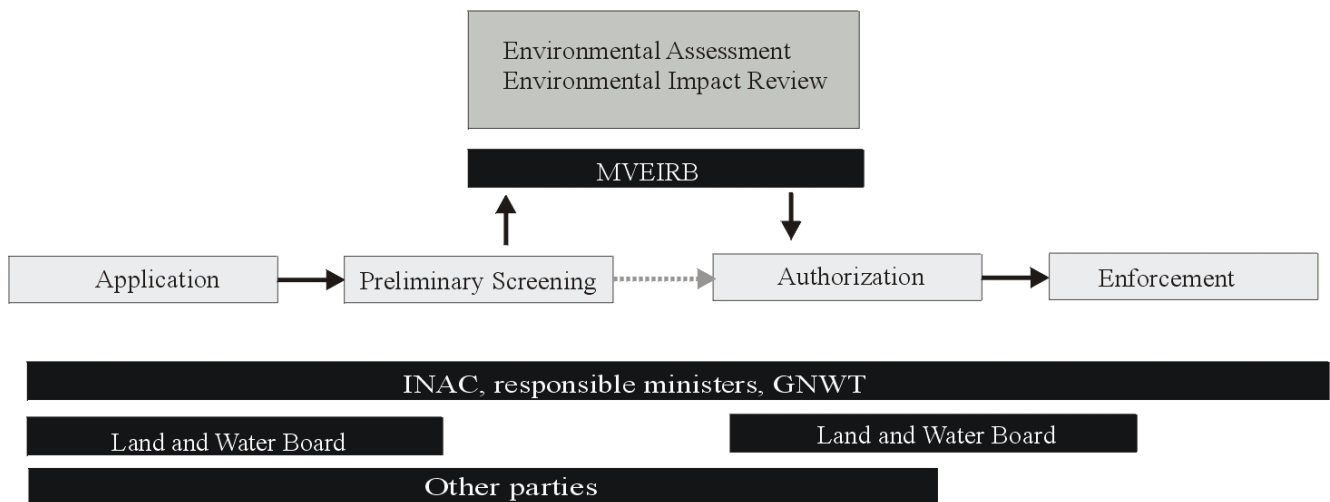 Environmental Assessment
Environmental Impact Review
MVEIRB
Application
Preliminary Screening
Authorization
Enforcement
INAC, responsible ministers, GNWT
Land and Water Board
Land and Water Board
Other parties